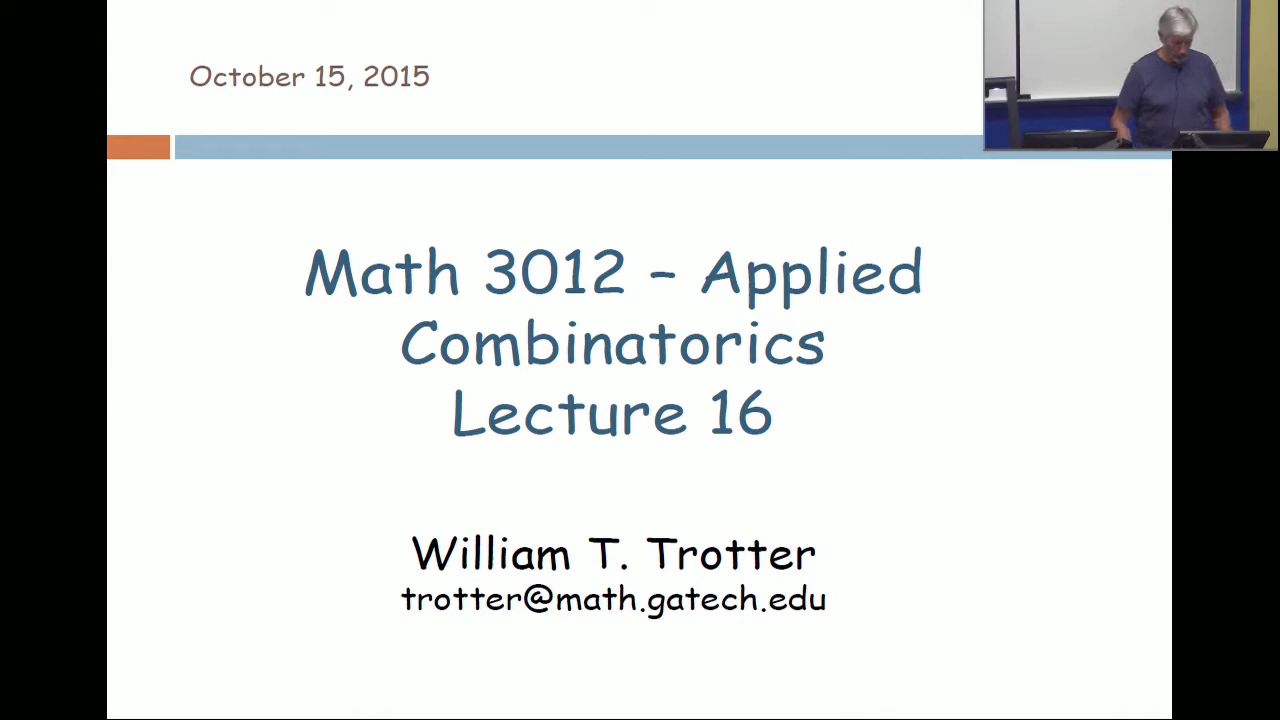 October 15, 2015
Math 3012 – Applied
Combinatorics
Lecture 16
William T. Trotter
trotter@math.gatech.edu